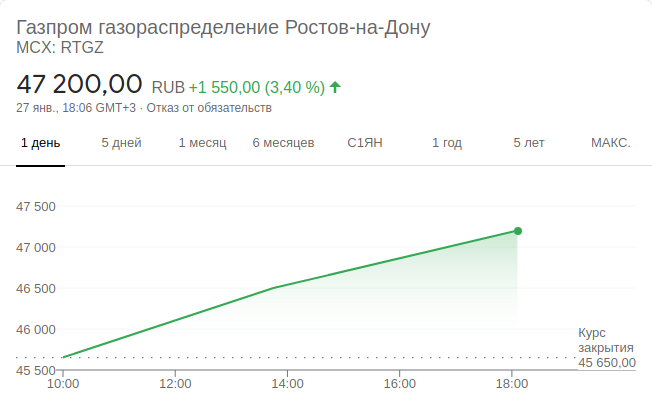 Газпром газораспределение Ростов-на-Дону
MCX: RTGZ
47 200,00 RUB +1 550,00 (3,40 %)
27 янв., 18:06 GMT+3 · Отказ от обязательств
1 день 5 дней 1 месяц 6 месяцев С1ЯН 1 год 5 лет МАКС.
47 500
47 000
46 500
46 000
Курс
закрытия
45 650,00
45 500
10:00 12:00 14:00 16:00 18:00